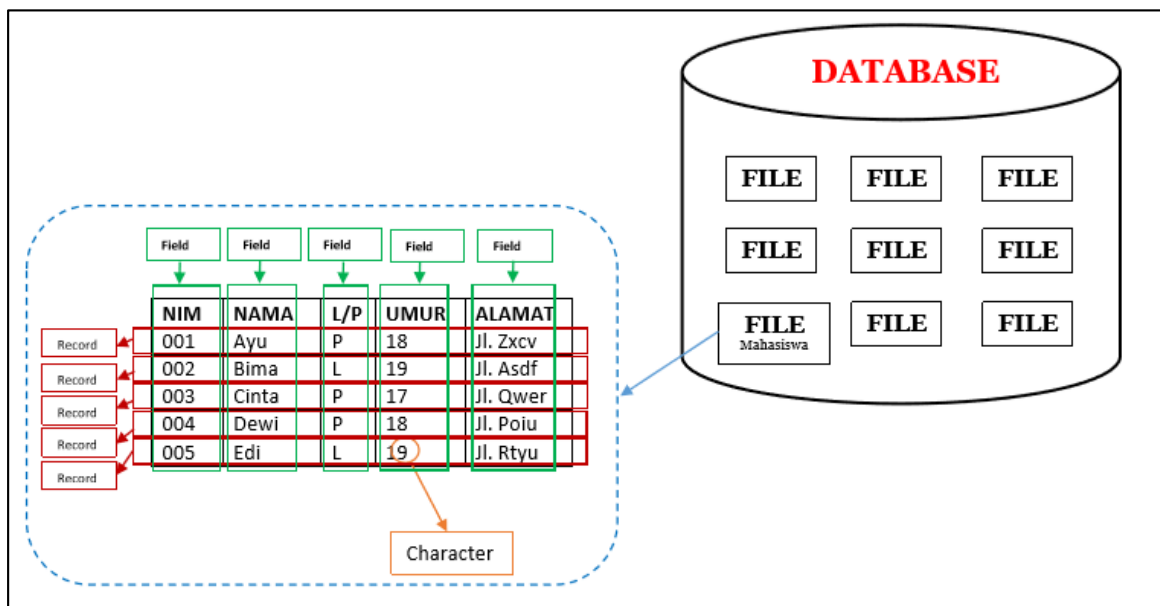 DATABASE
FILE FILE FILE
FILE FILE FILE
FILE FILE FILE
Mahasiswa
Field Field Field Field Field
NIM NAMA L/P UMUR ALAMAT
Record 001 Ayu P 18 Jl. Zxcv
Record 002 Bima L 19 Jl. Asdf
Record 003 Cinta P 17 Jl. Qwer
Record 004 Dewi P 18 Jl. Poiu
Record 005 Edi L 19 Jl. Rtyu
Character